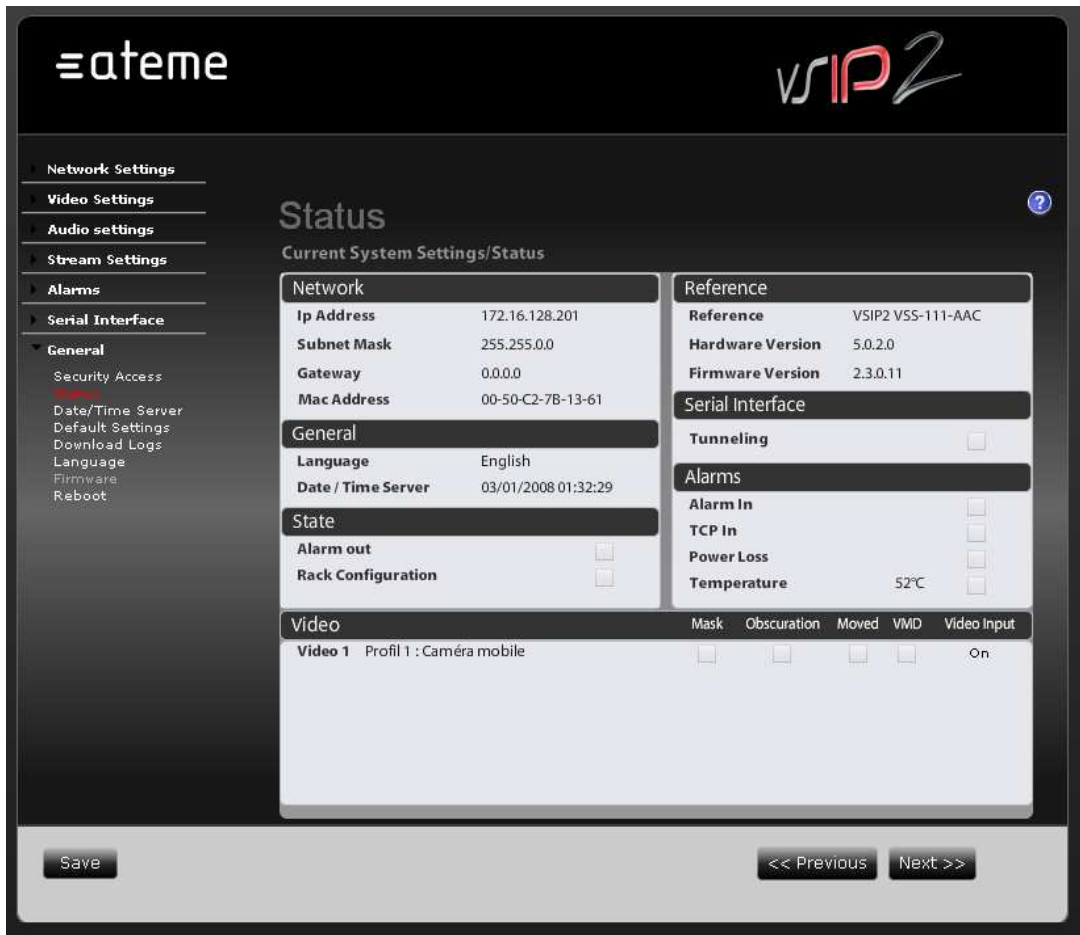 ateme
vsIP2
Network Settings
Video Settings
Audio settings
Stream Settings
Alarms
Serial Interface
General
Security Access
Status
Date/Time Server
Default Settings
Download Logs
Language
Firmware
Reboot
Status
?
Current System Settings/Status
Network
Ip Address 172.16.128.201
Subnet Mask 255.255.0.0
Gateway 0.0.0.0
Mac Address 00-50-C2-7B-13-61
General
Language English
Date / Time Server 03/01/2008 01:32:29
State
Alarm out
Rack Configuration
Reference
Reference VSIP2 VSS-111-AAC
Hardware Version 5.0.2.0
Firmware Version 2.3.0.11
Serial Interface
Tunneling
Alarms
Alarm In
TCP In
Power Loss
Temperature 52°C
Video Mask Obscuration Moved VMD Video Input
Video 1 Profil 1 : Caméra mobile On
Save
<< Previous Next >>